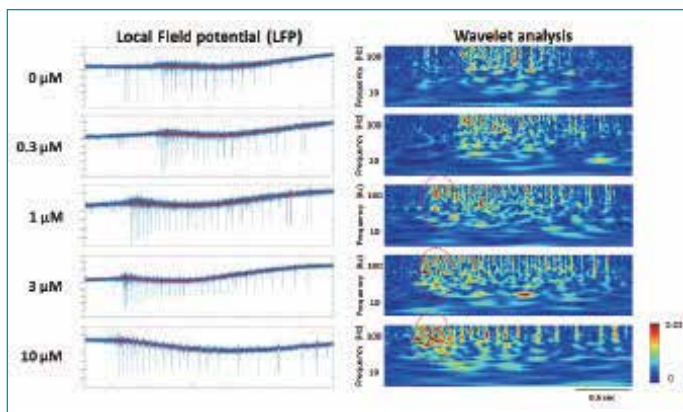 Local Field potential (LFP)
Wavelet analysis
0 μM
0.3 μM
1 μM
3 μM
10 μM
Frequency (Hz)
100
10
Frequency (Hz)
100
10
Frequency (Hz)
100
10
Frequency (Hz)
100
10
Frequency (Hz)
100
10
0
0.5 sec